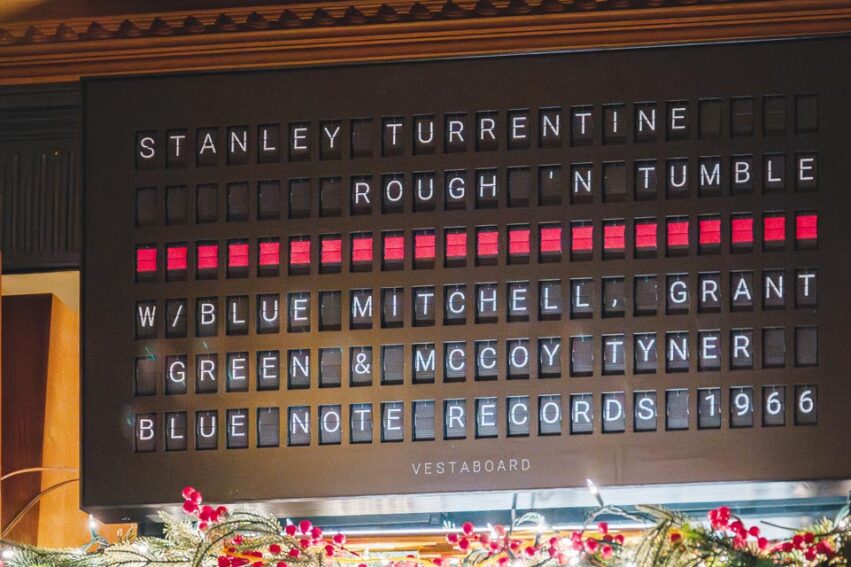 STANLEY TURRENTINE
ROUGH 'N TUMBLE
W/BLUE MITCHELL, GRANT
GREEN & MCCOY TYNER
BLUE NOTE RECORDS 1966
VESTABOARD